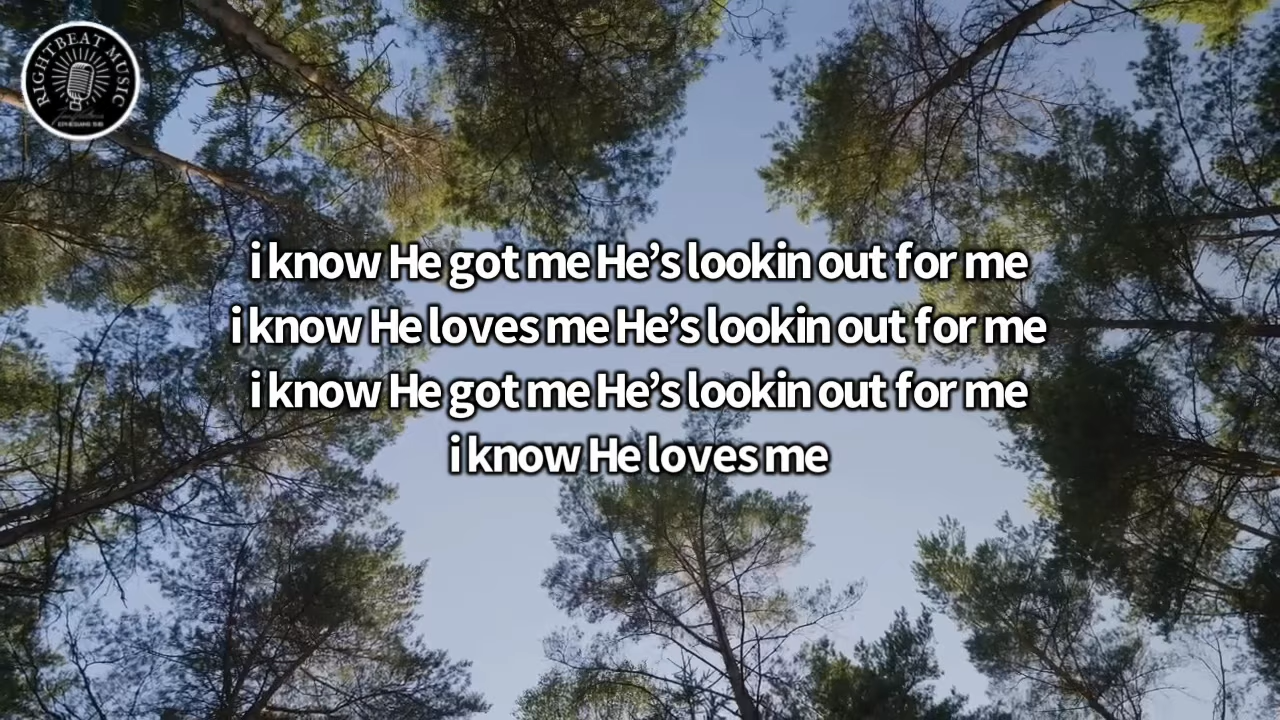 RIGHTBEAT MUSIC
i know He got me He’s lookin out for me
i know He loves me He’s lookin out for me
i know He got me He’s lookin out for me
i know He loves me